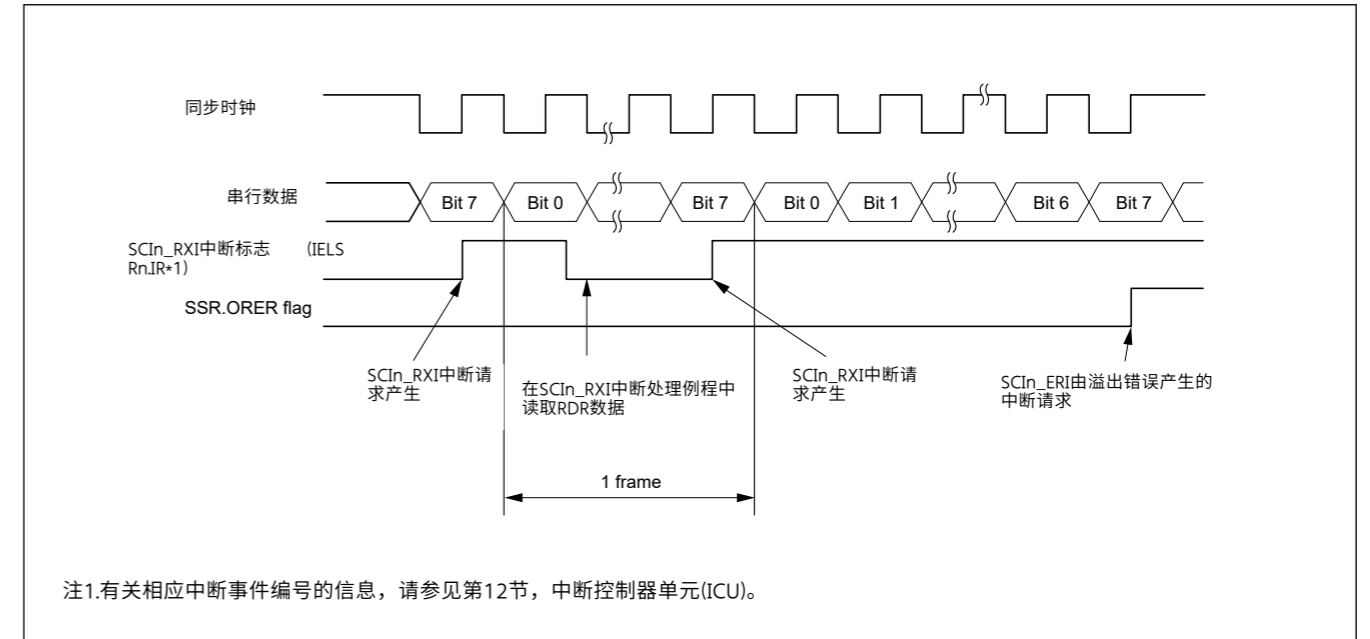 同步时钟
串行数据
Bit 7 Bit 0 Bit 7 Bit 0 Bit 1 Bit 6 Bit 7
SCIn_RXI中断标志 (IELS
Rn.IR*1)
SSR.ORER flag
SCIn_RXI中断请
求产生
在SCIn_RXI中断处理例程中
读取RDR数据
SCIn_RXI中断请
求产生
SCIn_ERI由溢出错误产生的
中断请求
1 frame
注1.有关相应中断事件编号的信息，请参见第12节，中断控制器单元(ICU)。